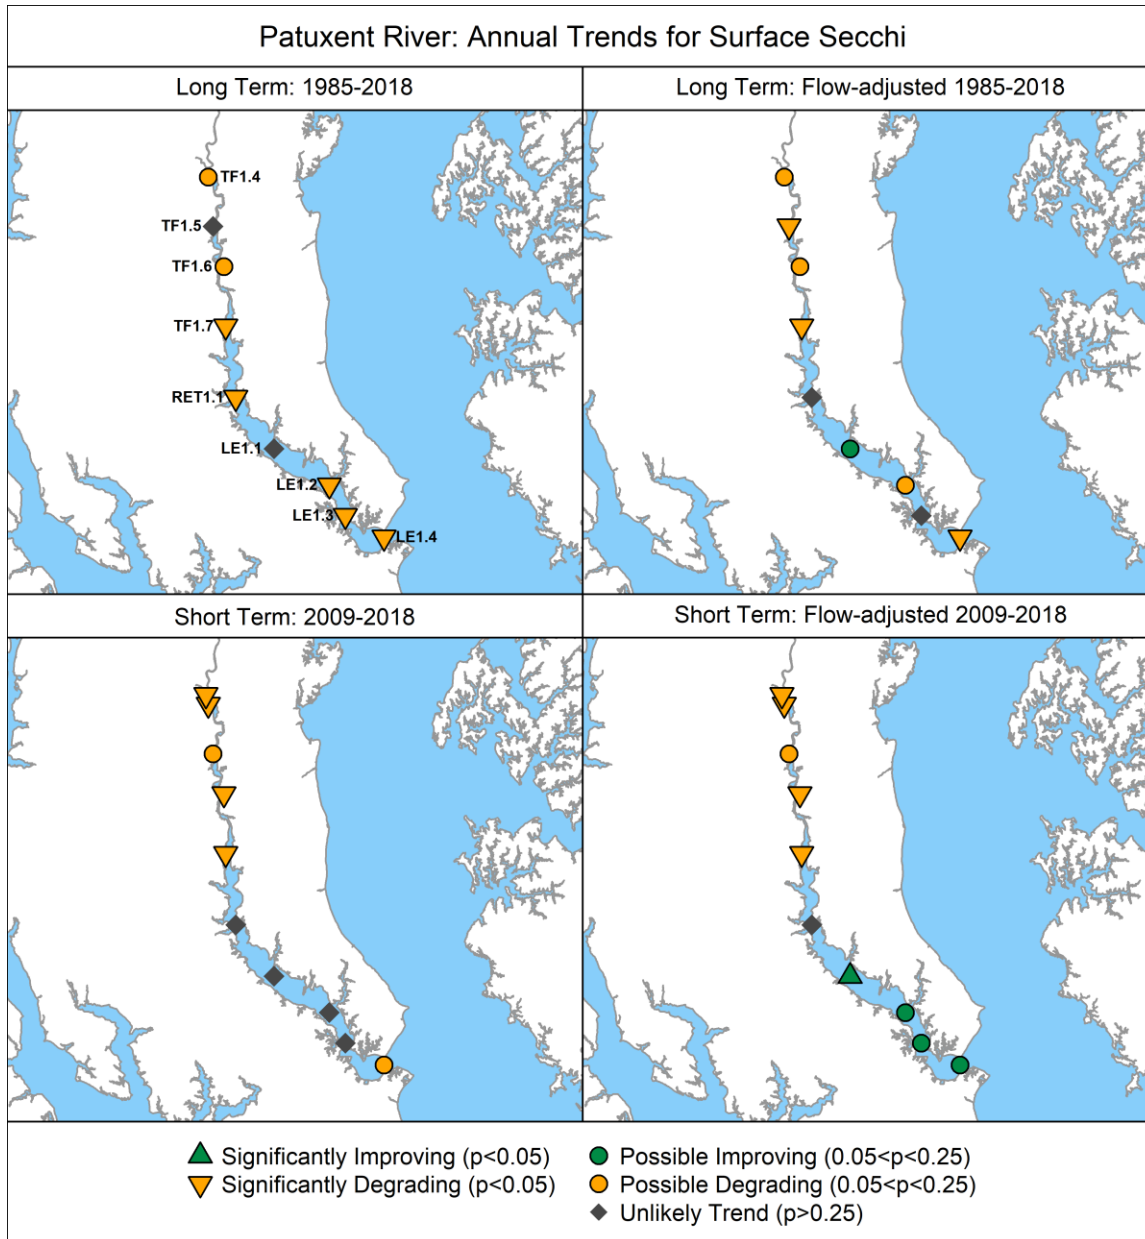 Patuxent River: Annual Trends for Surface Secchi
Long Term: 1985-2018
Long Term: Flow-adjusted 1985-2018
TF1.4
TF1.5
TF1.6
TF1.7
RET1.1
LE1.1
LE1.2
LE1.3
LE1.4
Short Term: 2009-2018
Short Term: Flow-adjusted 2009-2018
Significantly Improving (p<0.05)
Significantly Degrading (p<0.05)
Possible Improving (0.05<p<0.25)
Possible Degrading (0.05<p<0.25)
Unlikely Trend (p>0.25)